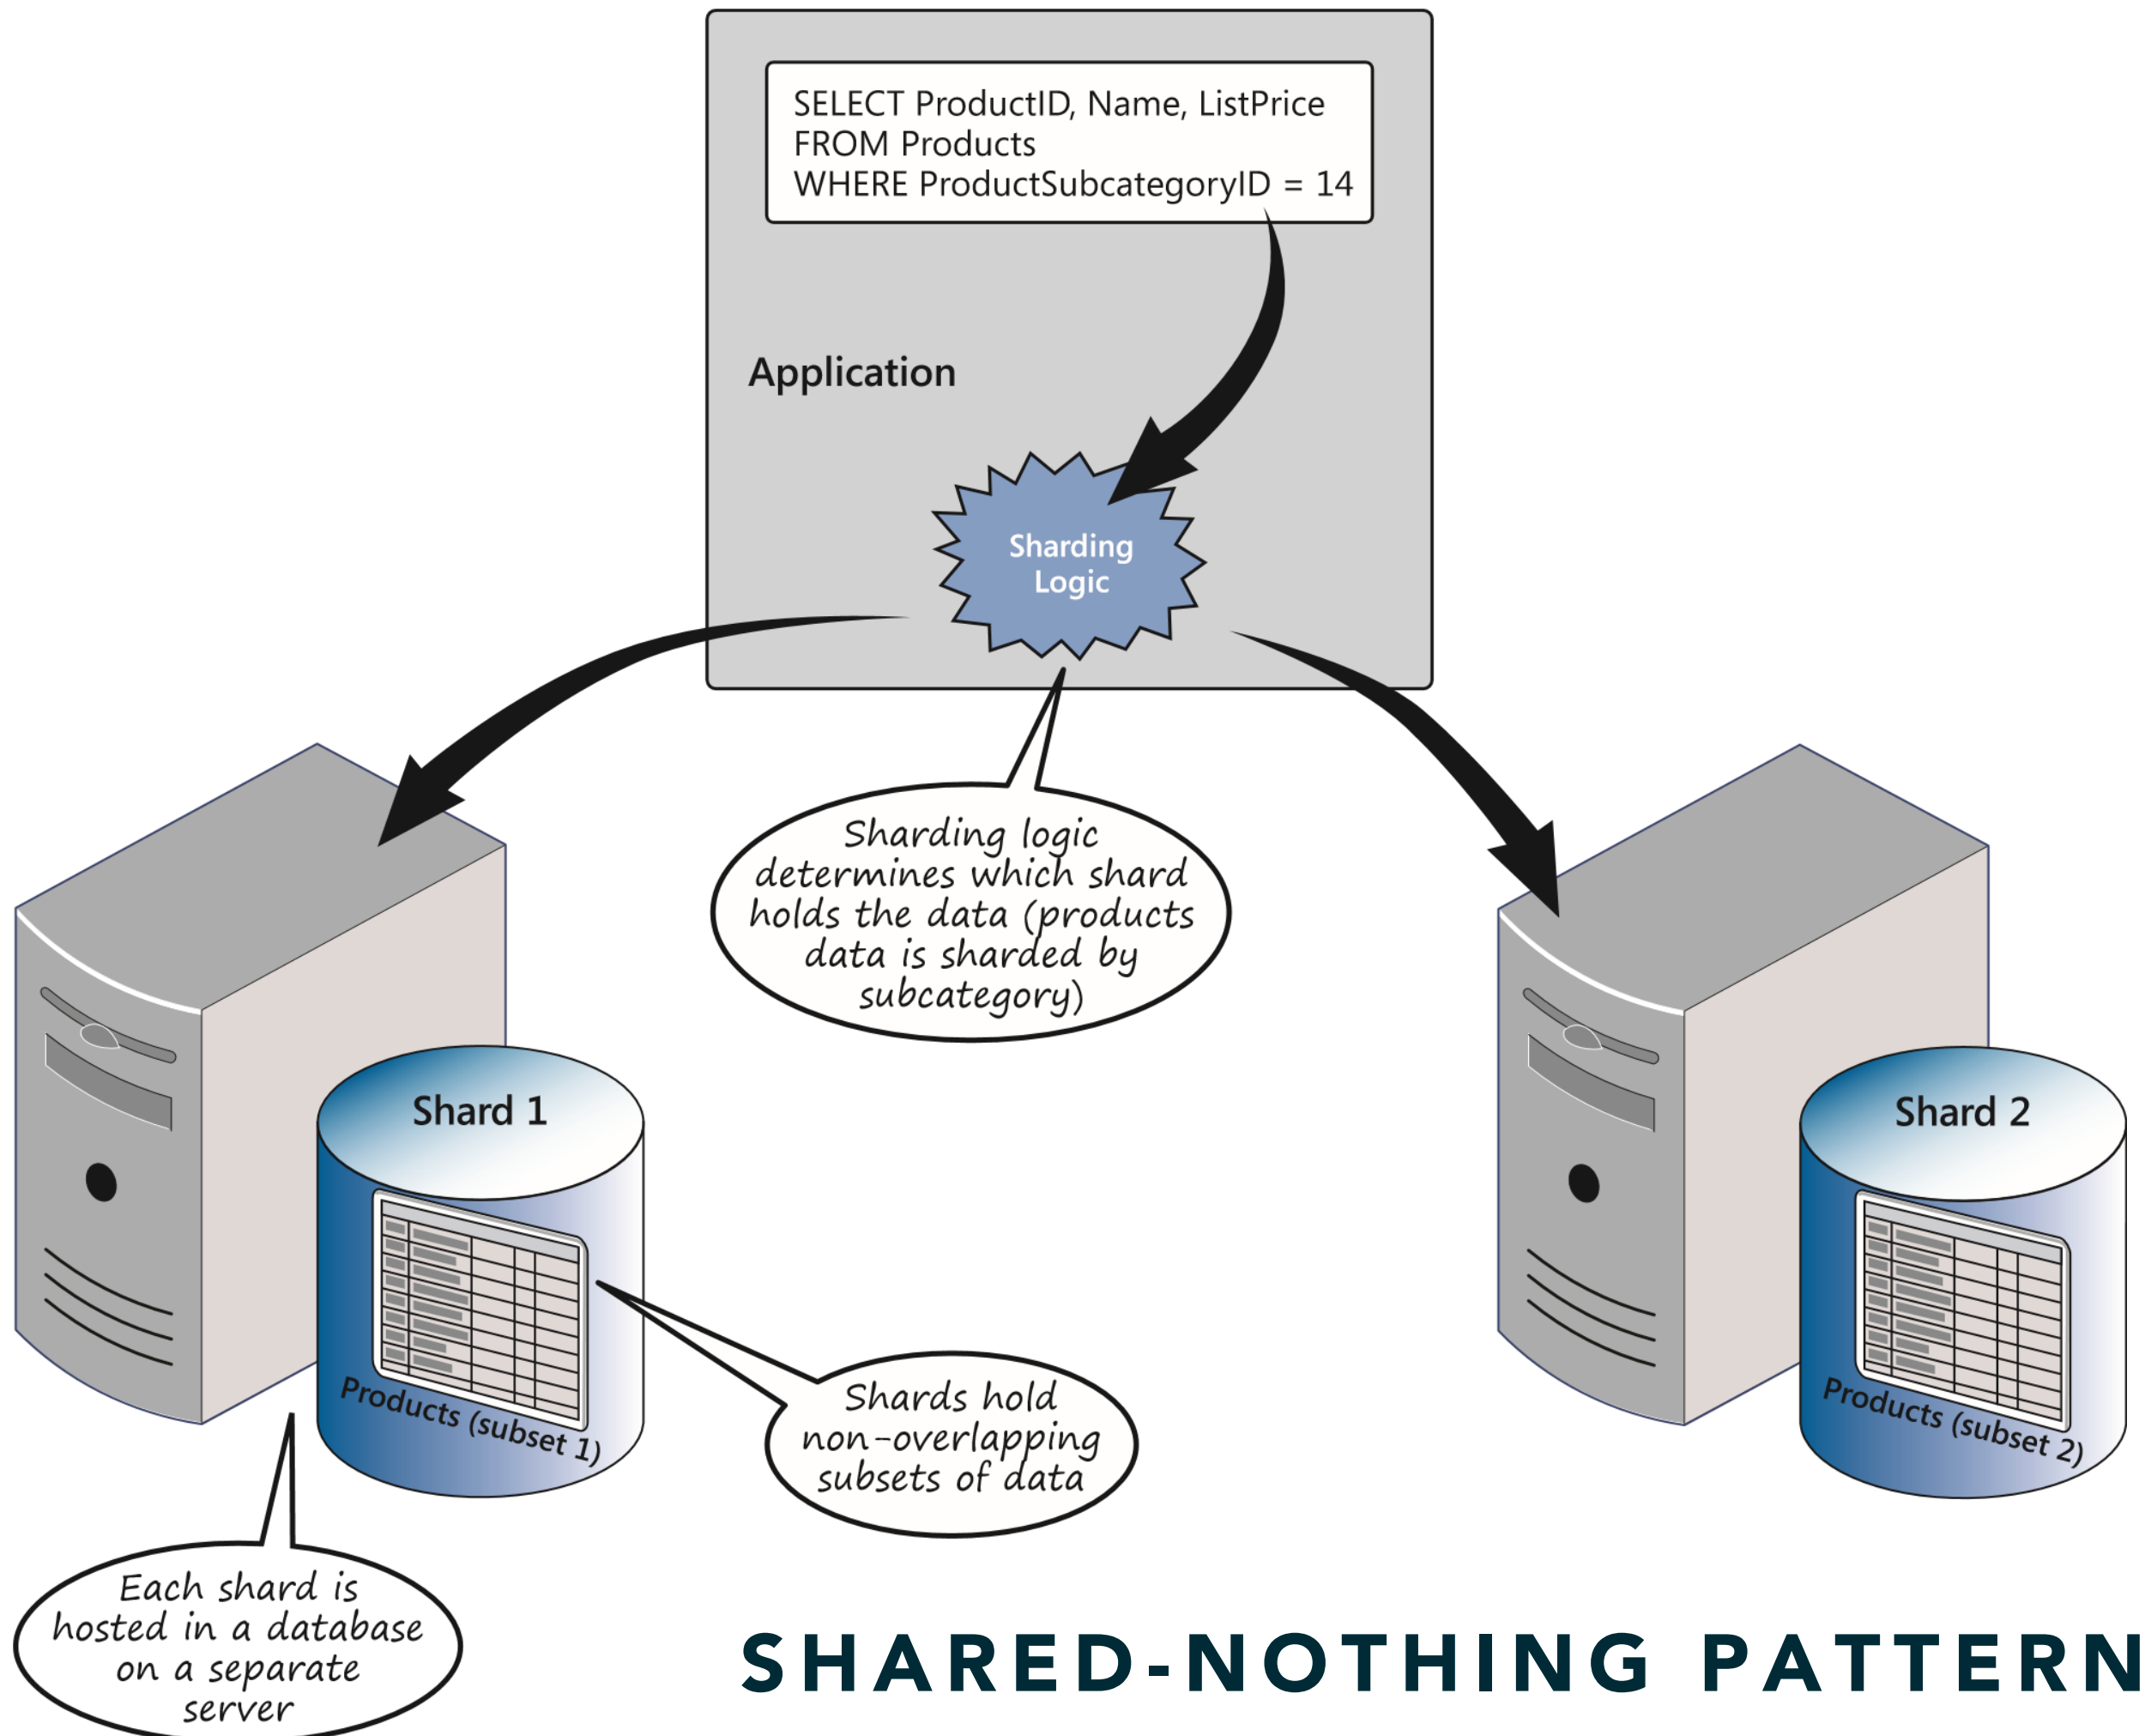 SELECT ProductID, Name, ListPrice
FROM Products
WHERE ProductSubcategoryID = 14
Application
Sharding
Logic
Sharding logic
determines which shard
holds the data (products
data is sharded by
subcategory)
Shard 1
Products (subset 1)
Shard 2
Products (subset 2)
Shards hold
non-overlapping
subsets of data
Each shard is
hosted in a database
on a separate
server
SHARED-NOTHING PATTERN